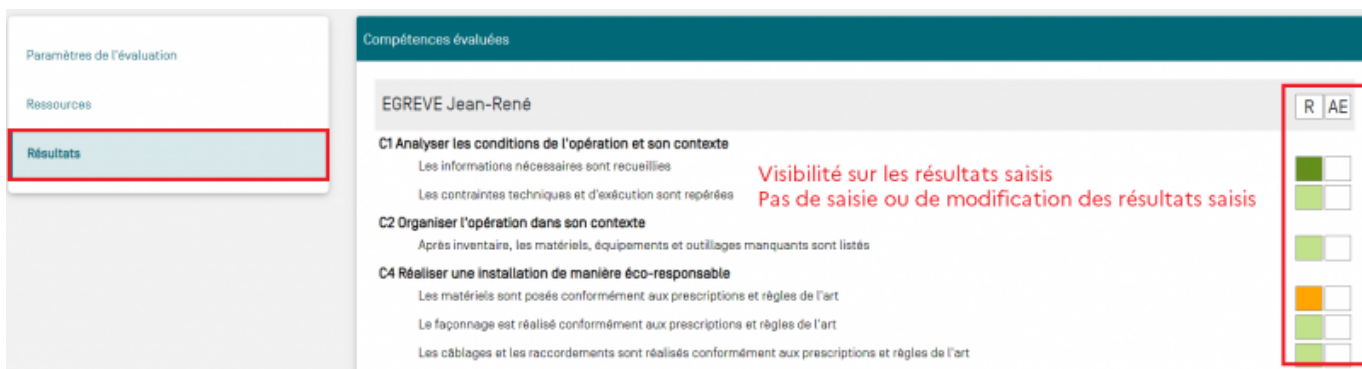 Paramètres de l'évaluation
Ressources
Résultats
Compétences évaluées
EGREVE Jean-René
R AE
C1 Analyser les conditions de l'opération et son contexte
Les informations nécessaires sont recueillies
Les contraintes techniques et d'exécution sont repérées
Visibilité sur les résultats saisis
Pas de saisie ou de modification des résultats saisis
C2 Organiser l'opération dans son contexte
Après inventaire, les matériels, équipements et outillages manquants sont listés
C4 Réaliser une installation de manière éco-responsable
Les matériels sont posés conformément aux prescriptions et règles de l'art
Le façonnage est réalisé conformément aux prescriptions et règles de l'art
Les câblages et les raccordements sont réalisés conformément aux prescriptions et règles de l'art